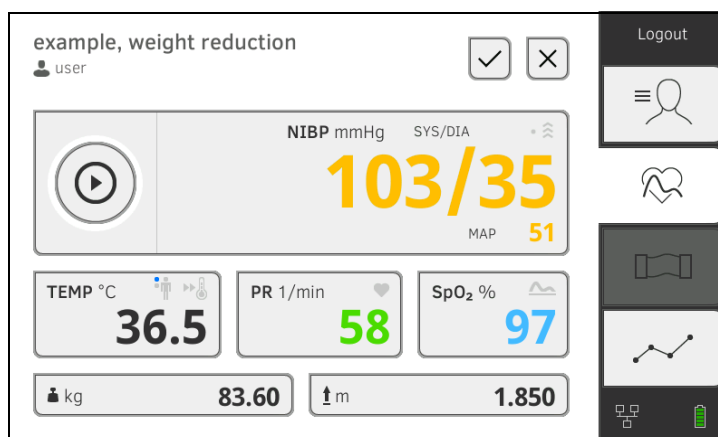 example, weight reduction
user
Logout
NIBP mmHg SYS/DIA
103/35
MAP 51
TEMP °C
36.5
PR 1/min
58
SpO₂ %
97
kg 83.60
m 1.850